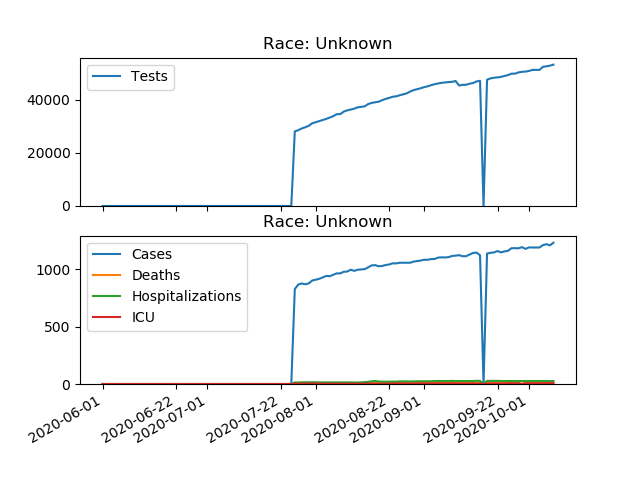 Race: Unknown
Tests
40000
20000
0
Race: Unknown
Cases
Deaths
Hospitalizations
ICU
1000
500
0
2020-06-01
2020-06-22
2020-07-01
2020-07-22
2020-08-01
2020-08-22
2020-09-01
2020-09-22
2020-10-01